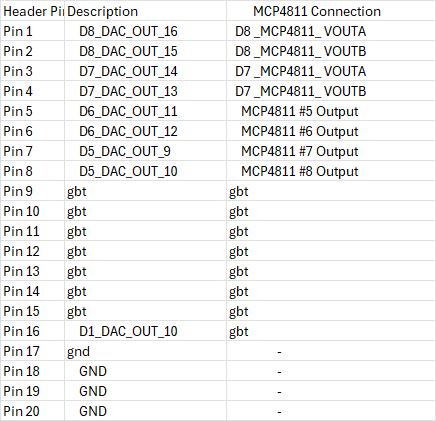 Header Pin Description MCP4811 Connection
Pin 1 D8_DAC_OUT_16 D8 _MCP4811_ VOUTA
Pin 2 D8_DAC_OUT_15 D8 _MCP4811_ VOUTB
Pin 3 D7_DAC_OUT_14 D7 _MCP4811_ VOUTA
Pin 4 D7_DAC_OUT_13 D7 _MCP4811_ VOUTB
Pin 5 D6_DAC_OUT_11 MCP4811 #5 Output
Pin 6 D6_DAC_OUT_12 MCP4811 #6 Output
Pin 7 D5_DAC_OUT_9 MCP4811 #7 Output
Pin 8 D5_DAC_OUT_10 MCP4811 #8 Output
Pin 9 gbt gbt
Pin 10 gbt gbt
Pin 11 gbt gbt
Pin 12 gbt gbt
Pin 13 gbt gbt
Pin 14 gbt gbt
Pin 15 gbt gbt
Pin 16 D1_DAC_OUT_10 gbt
Pin 17 gnd -
Pin 18 GND -
Pin 19 GND -
Pin 20 GND -